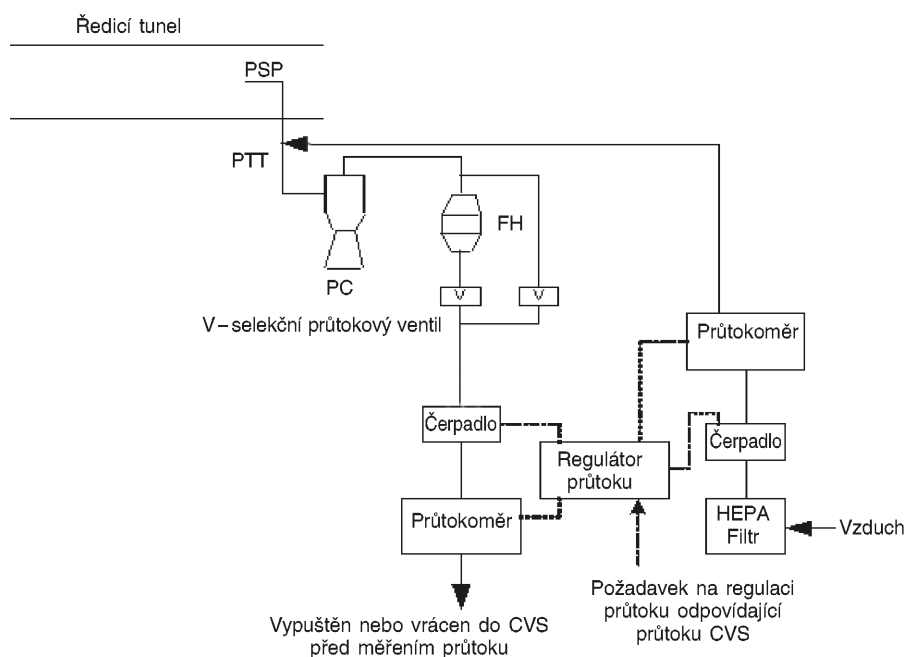 Ředicí tunel
PSP
PTT
FH
PC
V
V
V – selekční průtokový ventil
Průtokoměr
Čerpadlo
Čerpadlo
Regulátor
průtoku
Průtokoměr
HEPA
Filtr
Vzduch
Požadavek na regulaci
průtoku odpovídající
průtoku CVS
Vypuštěn nebo vrácen do CVS
před měřením průtoku